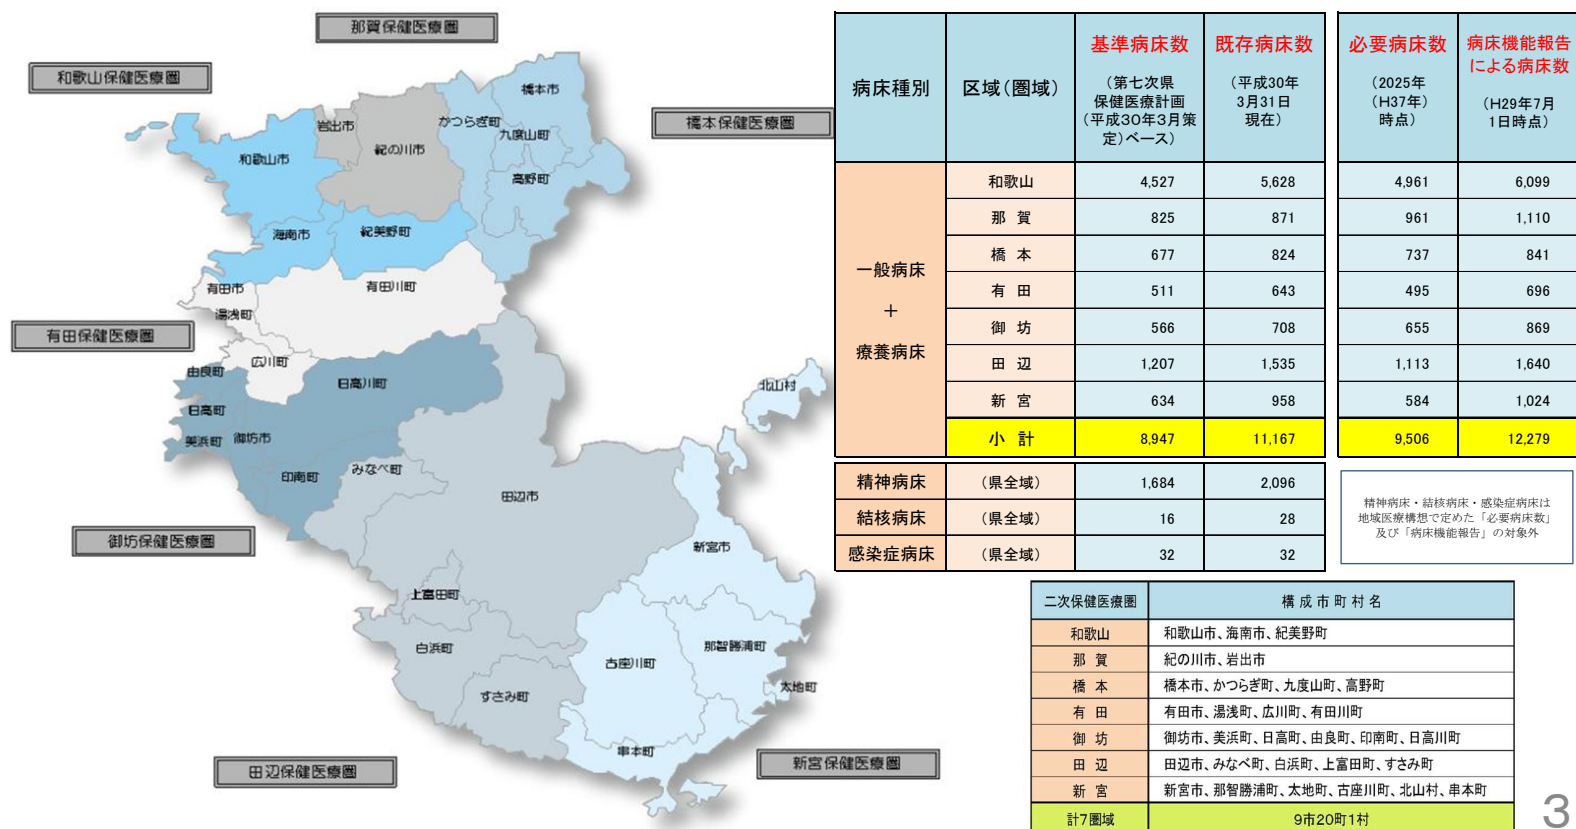 那賀保健医療圏
和歌山保健医療圏
橋本保健医療圏
有田保健医療圏
御坊保健医療圏
田辺保健医療圏
新宮保健医療圏
橋本市
かつらぎ町
九度山町
高野町
岩出市
紀の川市
和歌山市
海南市
紀美野町
有田市
有田川町
湯浅町
広川町
由良町
日高川町
日高町
美浜町
御坊市
印南町
みなべ町
田辺市
北山村
新宮市
上富田町
白浜町
すさみ町
古座川町
那智勝浦町
太地町
串本町
病床種別 区域(圏域) 基準病床数 (第七次県保健医療計画(平成30年3月策定)ベース) 既存病床数 (平成30年3月31日現在) 必要病床数 (2025年(H37年)時点) 病床機能報告による病床数 (H29年7月1日時点)
一般病床 + 療養病床
和歌山 4,527 5,628 4,961 6,099
那 賀 825 871 961 1,110
橋 本 677 824 737 841
有 田 511 643 495 696
御 坊 566 708 655 869
田 辺 1,207 1,535 1,113 1,640
新 宮 634 958 584 1,024
小 計 8,947 11,167 9,506 12,279
精神病床 (県全域) 1,684 2,096
結核病床 (県全域) 16 28
感染症病床 (県全域) 32 32
精神病床・結核病床・感染症病床は
地域医療構想で定めた「必要病床数」
及び「病床機能報告」の対象外
二次保健医療圏 構成市町村名
和歌山 和歌山市、海南市、紀美野町
那 賀 紀の川市、岩出市
橋 本 橋本市、かつらぎ町、九度山町、高野町
有 田 有田市、湯浅町、広川町、有田川町
御 坊 御坊市、美浜町、日高町、由良町、印南町、日高川町
田 辺 田辺市、みなべ町、白浜町、上富田町、すさみ町
新 宮 新宮市、那智勝浦町、太地町、古座川町、北山村、串本町
計7圏域 9市20町1村
3